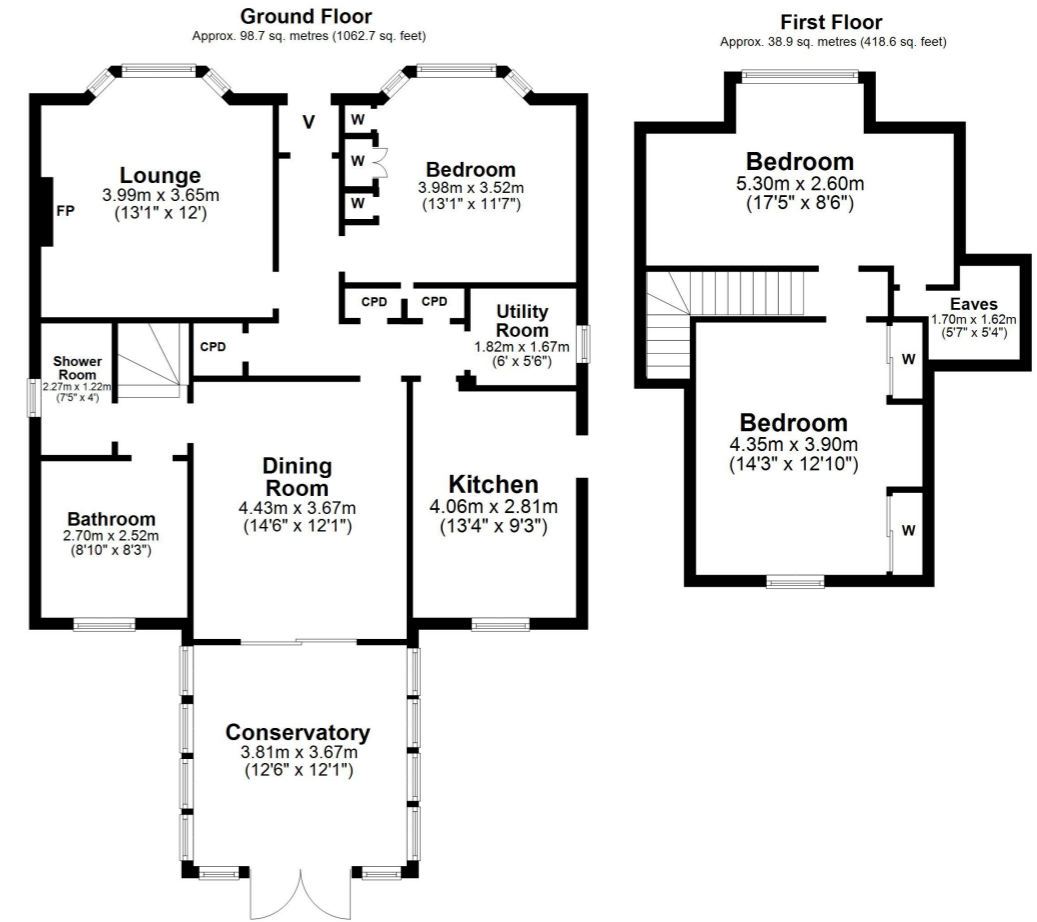 Ground Floor
Approx. 98.7 sq. metres (1062.7 sq. feet)
Lounge
3.99m x 3.65m
(13'1" x 12')
FP
V
W
W
W
Bedroom
3.98m x 3.52m
(13'1" x 11'7")
CPD
CPD
Utility
Room
1.82m x 1.67m
(6' x 5'6")
CPD
Shower
Room
2.27m x 1.22m
(7'5" x 4')
Dining
Room
4.43m x 3.67m
(14'6" x 12'1")
Kitchen
4.06m x 2.81m
(13'4" x 9'3")
Bathroom
2.70m x 2.52m
(8'10" x 8'3")
Conservatory
3.81m x 3.67m
(12'6" x 12'1")
First Floor
Approx. 38.9 sq. metres (418.6 sq. feet)
Bedroom
5.30m x 2.60m
(17'5" x 8'6")
Eaves
1.70m x 1.62m
(5'7" x 5'4")
W
Bedroom
4.35m x 3.90m
(14'3" x 12'10")
W